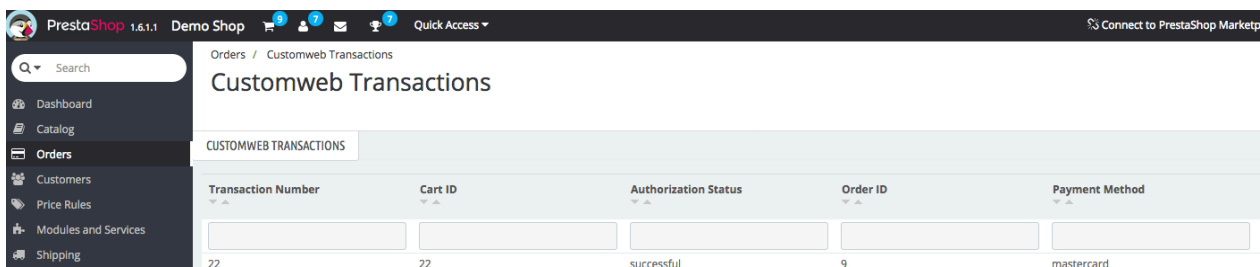 PrestaShop 1.6.1.1 Demo Shop 9 7 7 Quick Access Connect to PrestaShop Marketp
Search
Orders / Customweb Transactions
Customweb Transactions
Dashboard
Catalog
Orders
Customers
Price Rules
Modules and Services
Shipping
CUSTOMWEB TRANSACTIONS
Transaction Number Cart ID Authorization Status Order ID Payment Method
22 22 successful 9 mastercard